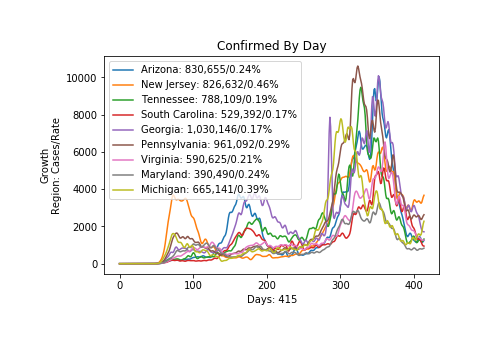 Confirmed By Day
Growth
Region: Cases/Rate
10000
8000
6000
4000
2000
0
Arizona: 830,655/0.24%
New Jersey: 826,632/0.46%
Tennessee: 788,109/0.19%
South Carolina: 529,392/0.17%
Georgia: 1,030,146/0.17%
Pennsylvania: 961,092/0.29%
Virginia: 590,625/0.21%
Maryland: 390,490/0.24%
Michigan: 665,141/0.39%
0 100 200 300 400
Days: 415